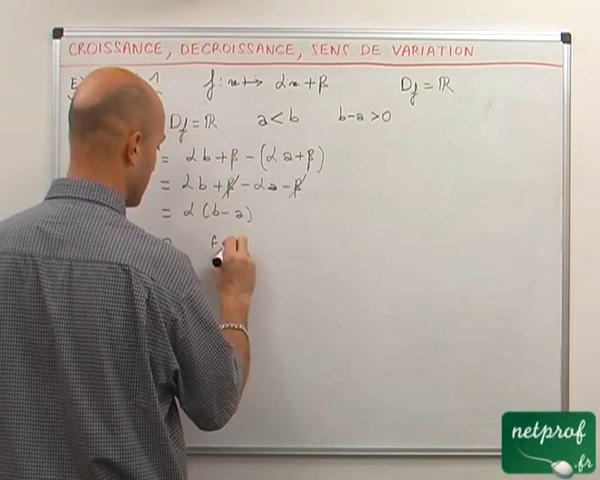 CROISSANCE, DECROISSANCE, SENS DE VARIATION
f : x ↦ αx + β Df = ℝ
Df = ℝ a < b b - a > 0
= αb + β - (αa + β)
= αb + β - αa - β
= α (b - a)
f
netprof
.fr